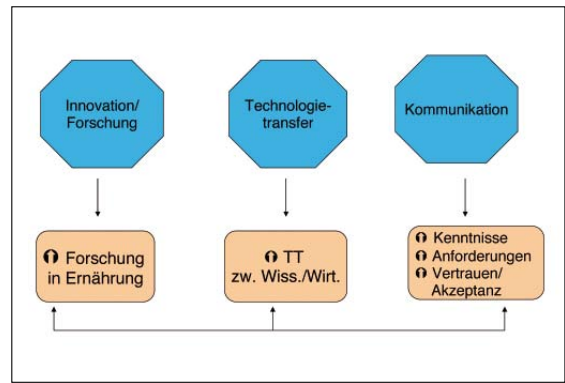 Innovation/
Forschung
Technologie-
transfer
Kommunikation
Forschung
in Ernährung
TT
zw. Wiss./Wirt.
Kenntnisse
Anforderungen
Vertrauen/
Akzeptanz